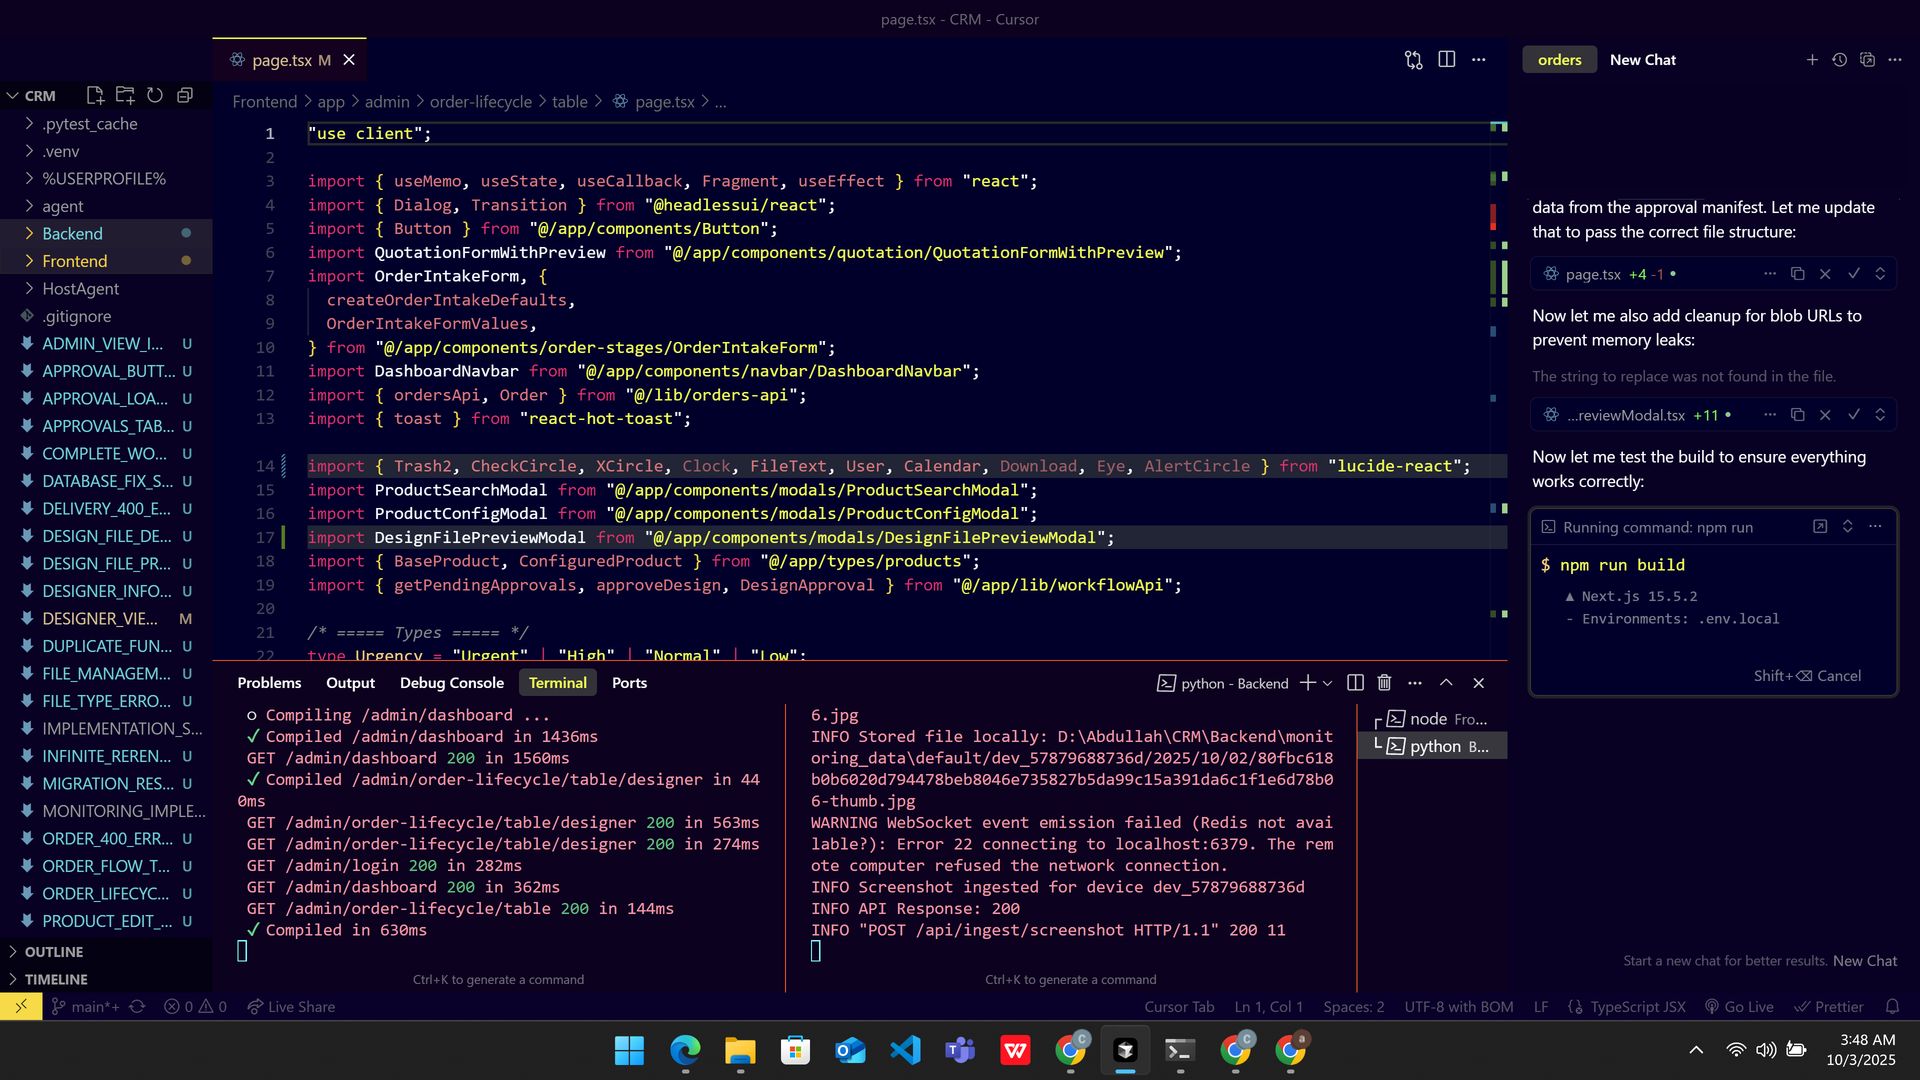 page.tsx - CRM - Cursor
CRM
.pytest_cache
.venv
%USERPROFILE%
agent
Backend
Frontend
HostAgent
.gitignore
ADMIN_VIEW_I... U
APPROVAL_BUTT... U
APPROVAL_LOA... U
APPROVALS_TAB... U
COMPLETE_WO... U
DATABASE_FIX_S... U
DELIVERY_400_E... U
DESIGN_FILE_DE... U
DESIGN_FILE_PR... U
DESIGNER_INFO... U
DESIGNER_VIE... M
DUPLICATE_FUN... U
FILE_MANAGEM... U
FILE_TYPE_ERRO... U
IMPLEMENTATION_S...
INFINITE_REREN... U
MIGRATION_RES... U
MONITORING_IMPLE...
ORDER_400_ERR... U
ORDER_FLOW_T... U
ORDER_LIFECYC... U
PRODUCT_EDIT_... U
OUTLINE
TIMELINE
page.tsx M
Frontend > app > admin > order-lifecycle > table > page.tsx > ...
1 "use client";
2
3 import { useMemo, useState, useCallback, Fragment, useEffect } from "react";
4 import { Dialog, Transition } from "@headlessui/react";
5 import { Button } from "@/app/components/Button";
6 import QuotationFormWithPreview from "@/app/components/quotation/QuotationFormWithPreview";
7 import OrderIntakeForm, {
8 createOrderIntakeDefaults,
9 OrderIntakeFormValues,
10 } from "@/app/components/order-stages/OrderIntakeForm";
11 import DashboardNavbar from "@/app/components/navbar/DashboardNavbar";
12 import { ordersApi, Order } from "@/lib/orders-api";
13 import { toast } from "react-hot-toast";
14 import { Trash2, CheckCircle, XCircle, Clock, FileText, User, Calendar, Download, Eye, AlertCircle } from "lucide-react";
15 import ProductSearchModal from "@/app/components/modals/ProductSearchModal";
16 import ProductConfigModal from "@/app/components/modals/ProductConfigModal";
17 import DesignFilePreviewModal from "@/app/components/modals/DesignFilePreviewModal";
18 import { BaseProduct, ConfiguredProduct } from "@/app/types/products";
19 import { getPendingApprovals, approveDesign, DesignApproval } from "@/app/lib/workflowApi";
20
21 /* ===== Types ===== */
22 type Urgency = "Urgent" | "High" | "Normal" | "Low";
Problems Output Debug Console Terminal Ports
python - Backend
Compiling /admin/dashboard ...
✓ Compiled /admin/dashboard in 1436ms
GET /admin/dashboard 200 in 1560ms
✓ Compiled /admin/order-lifecycle/table/designer in 44
0ms
GET /admin/order-lifecycle/table/designer 200 in 563ms
GET /admin/order-lifecycle/table/designer 200 in 274ms
GET /admin/login 200 in 282ms
GET /admin/dashboard 200 in 362ms
GET /admin/order-lifecycle/table 200 in 144ms
✓ Compiled in 630ms
Ctrl+K to generate a command
6.jpg
INFO Stored file locally: D:\Abdullah\CRM\Backend\monit
oring_data\default/dev_57879688736d/2025/10/02/80fbc618
b0b6020d794478beb8046e735827b5da99c15a391da6c1f1e6d78b0
6-thumb.jpg
WARNING WebSocket event emission failed (Redis not avai
lable?): Error 22 connecting to localhost:6379. The rem
ote computer refused the network connection.
INFO Screenshot ingested for device dev_57879688736d
INFO API Response: 200
INFO "POST /api/ingest/screenshot HTTP/1.1" 200 11
Ctrl+K to generate a command
node Fro...
python B...
orders New Chat
data from the approval manifest. Let me update
that to pass the correct file structure:
page.tsx +4 -1
Now let me also add cleanup for blob URLs to
prevent memory leaks:
The string to replace was not found in the file.
...reviewModal.tsx +11
Now let me test the build to ensure everything
works correctly:
Running command: npm run
$ npm run build
▲ Next.js 15.5.2
- Environments: .env.local
Shift+⌫ Cancel
Start a new chat for better results. New Chat
main*+ 0 0 Live Share
Cursor Tab Ln 1, Col 1 Spaces: 2 UTF-8 with BOM LF TypeScript JSX Go Live Prettier
3:48 AM
10/3/2025